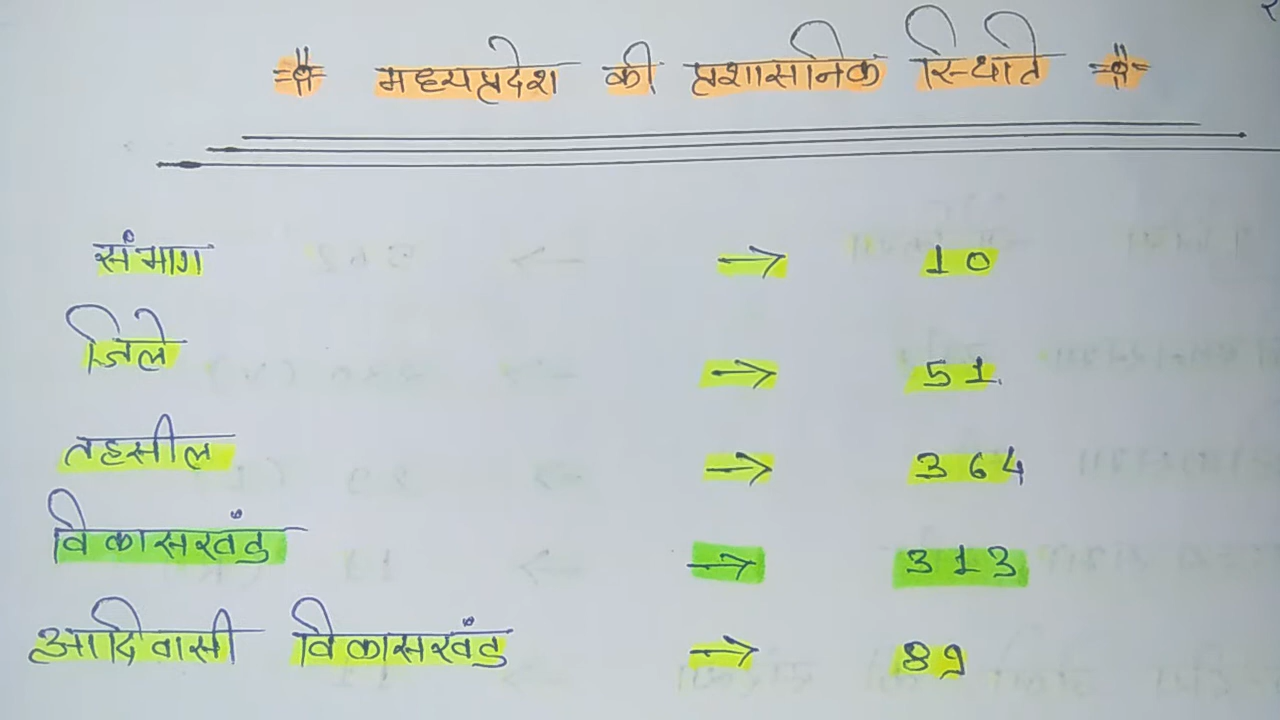 मध्यप्रदेश की प्रशासनिक स्थिति
संभाग → 10
जिले → 51
तहसील → 364
विकासखंड → 313
आदिवासी विकासखंड → 89